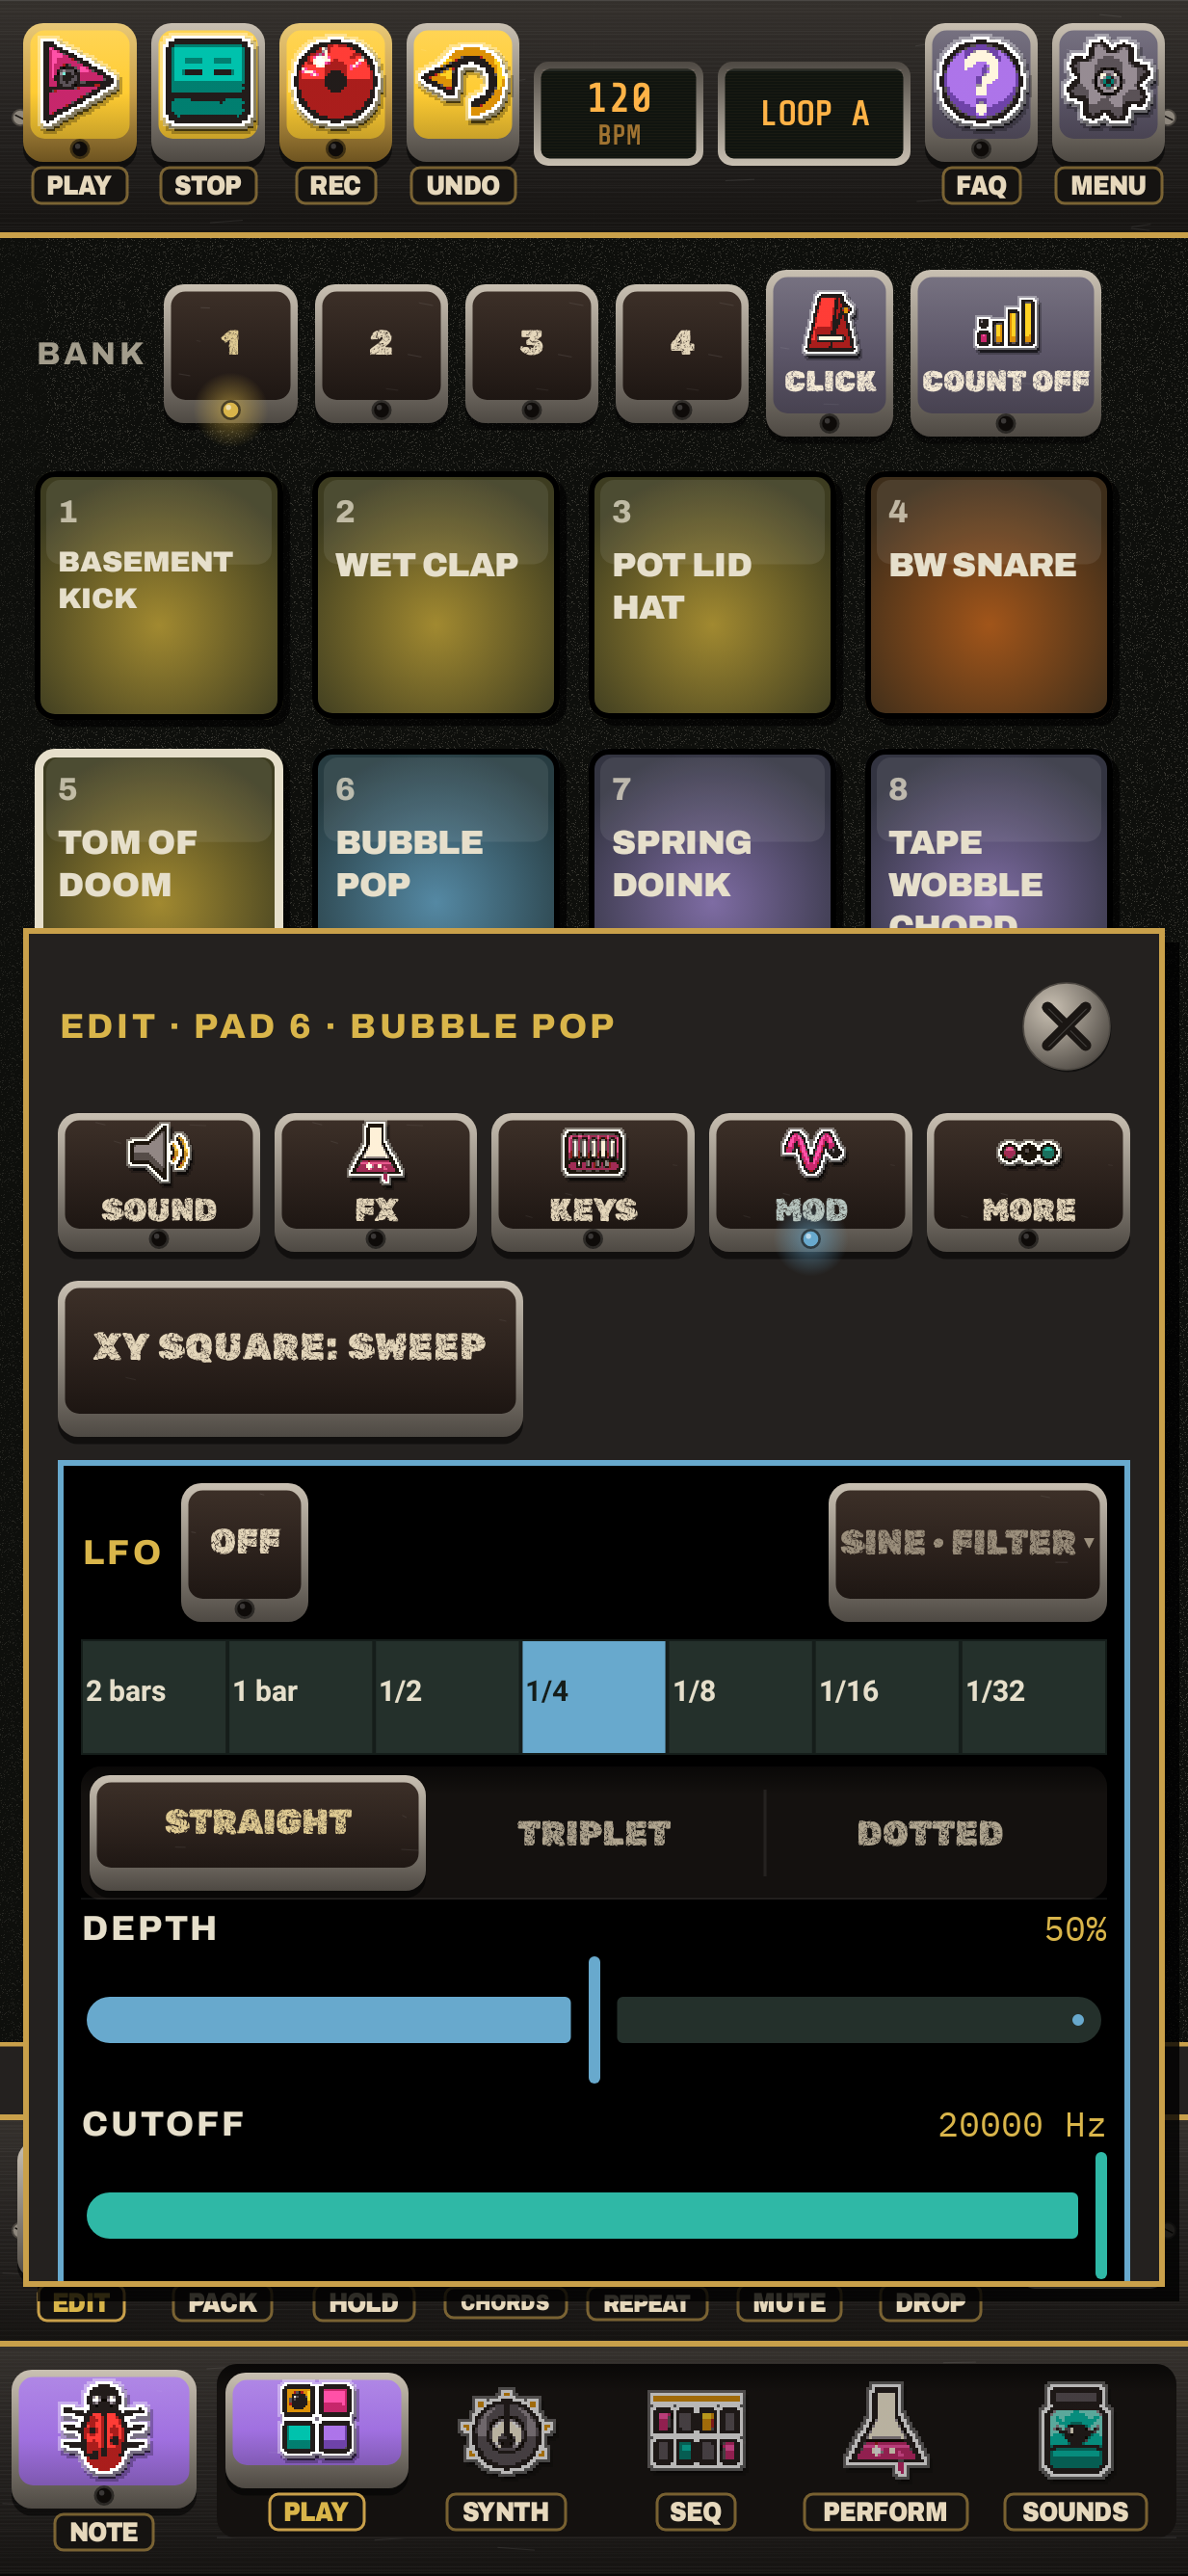 PLAY
STOP
REC
UNDO
120
BPM
LOOP A
FAQ
MENU
BANK
1
2
3
4
CLICK
COUNT OFF
1
BASEMENT
KICK
2
WET CLAP
3
POT LID
HAT
4
BW SNARE
5
TOM OF
DOOM
6
BUBBLE
POP
7
SPRING
DOINK
8
TAPE
WOBBLE
CHORD
EDIT · PAD 6 · BUBBLE POP
SOUND
FX
KEYS
MOD
MORE
XY SQUARE: SWEEP
LFO
OFF
SINE • FILTER ▾
2 bars
1 bar
1/2
1/4
1/8
1/16
1/32
STRAIGHT
TRIPLET
DOTTED
DEPTH
50%
CUTOFF
20000 Hz
EDIT
PACK
HOLD
CHORDS
REPEAT
MUTE
DROP
NOTE
PLAY
SYNTH
SEQ
PERFORM
SOUNDS